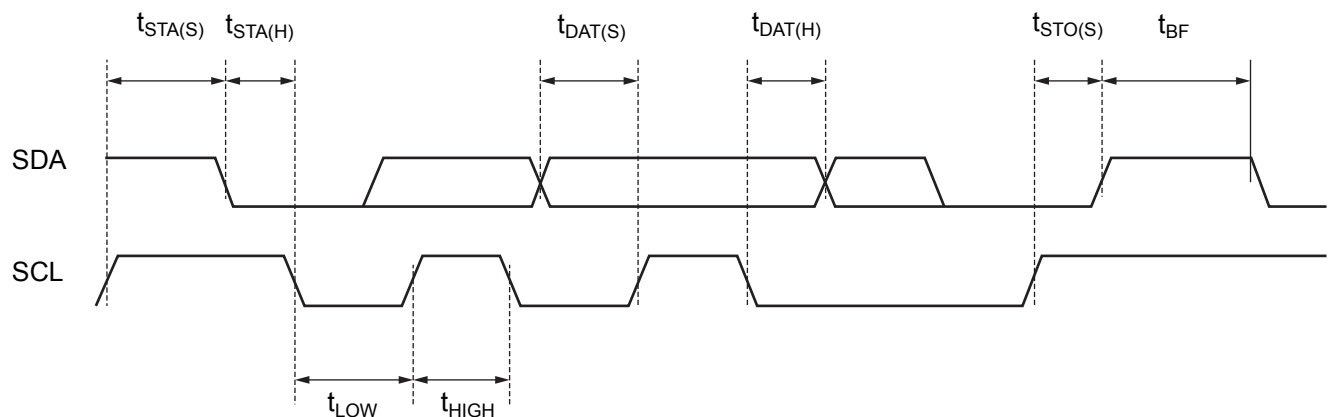 tSTA(S) tSTA(H) tDAT(S) tDAT(H) tSTO(S) tBF
SDA
SCL
tLOW tHIGH